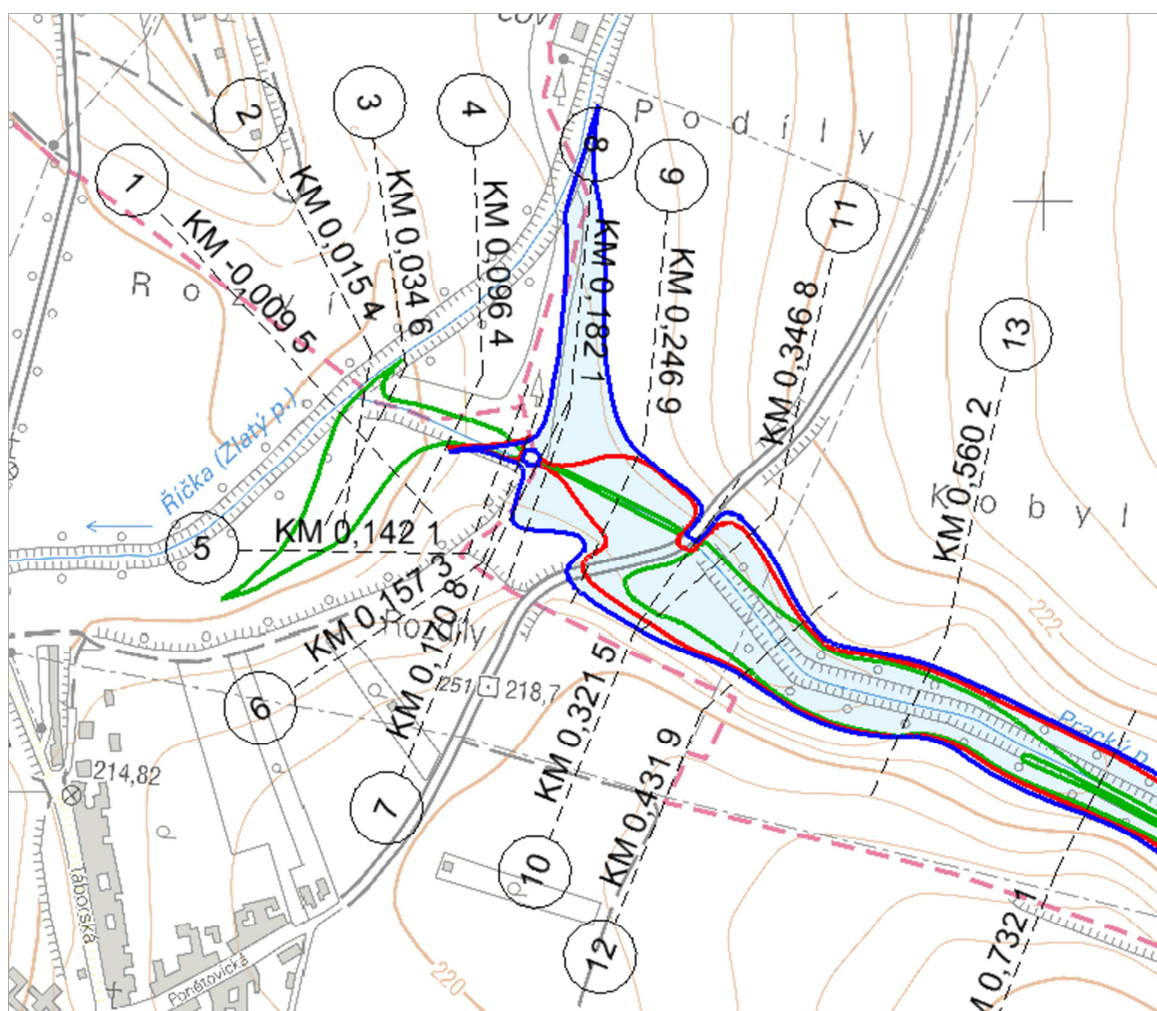 ČOV
2
3
4
8
9
P o d í l y
1
11
KM -0,009 5
KM 0,015 4
KM 0,034 6
KM 0,096 4
KM 0,182 1
KM 0,246 9
KM 0,346 8
13
KM 0,560 2
Říčka (Zlatý p.)
K o b y l
5
KM 0,142 1
KM 0,157 3
KM 0,170 8
Rozdíly
222
6
251
218,7
KM 0,321 5
KM 0,431 9
Pracký p.
214,82
7
10
12
KM 0,732 1
Táborská
Ponětovická
220